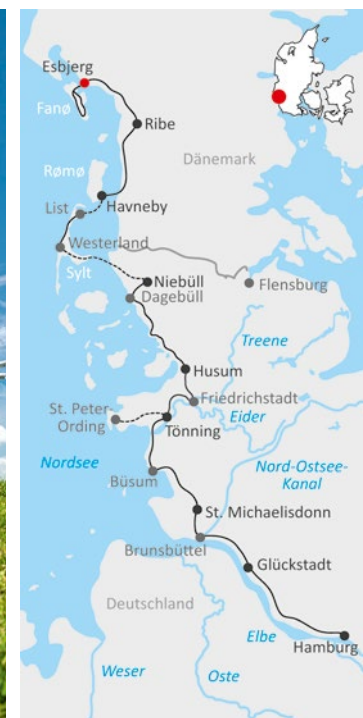 Esbjerg
Fanø
Ribe
Rømø
Dänemark
List
Havneby
Westerland
Sylt
Niebüll
Dagebüll
Flensburg
Treene
Husum
Friedrichstadt
St. Peter-
Ording
Eider
Tönning
Nordsee
Büsum
Nord-Ostsee-
Kanal
St. Michaelisdonn
Brunsbüttel
Glückstadt
Deutschland
Elbe
Hamburg
Weser
Oste